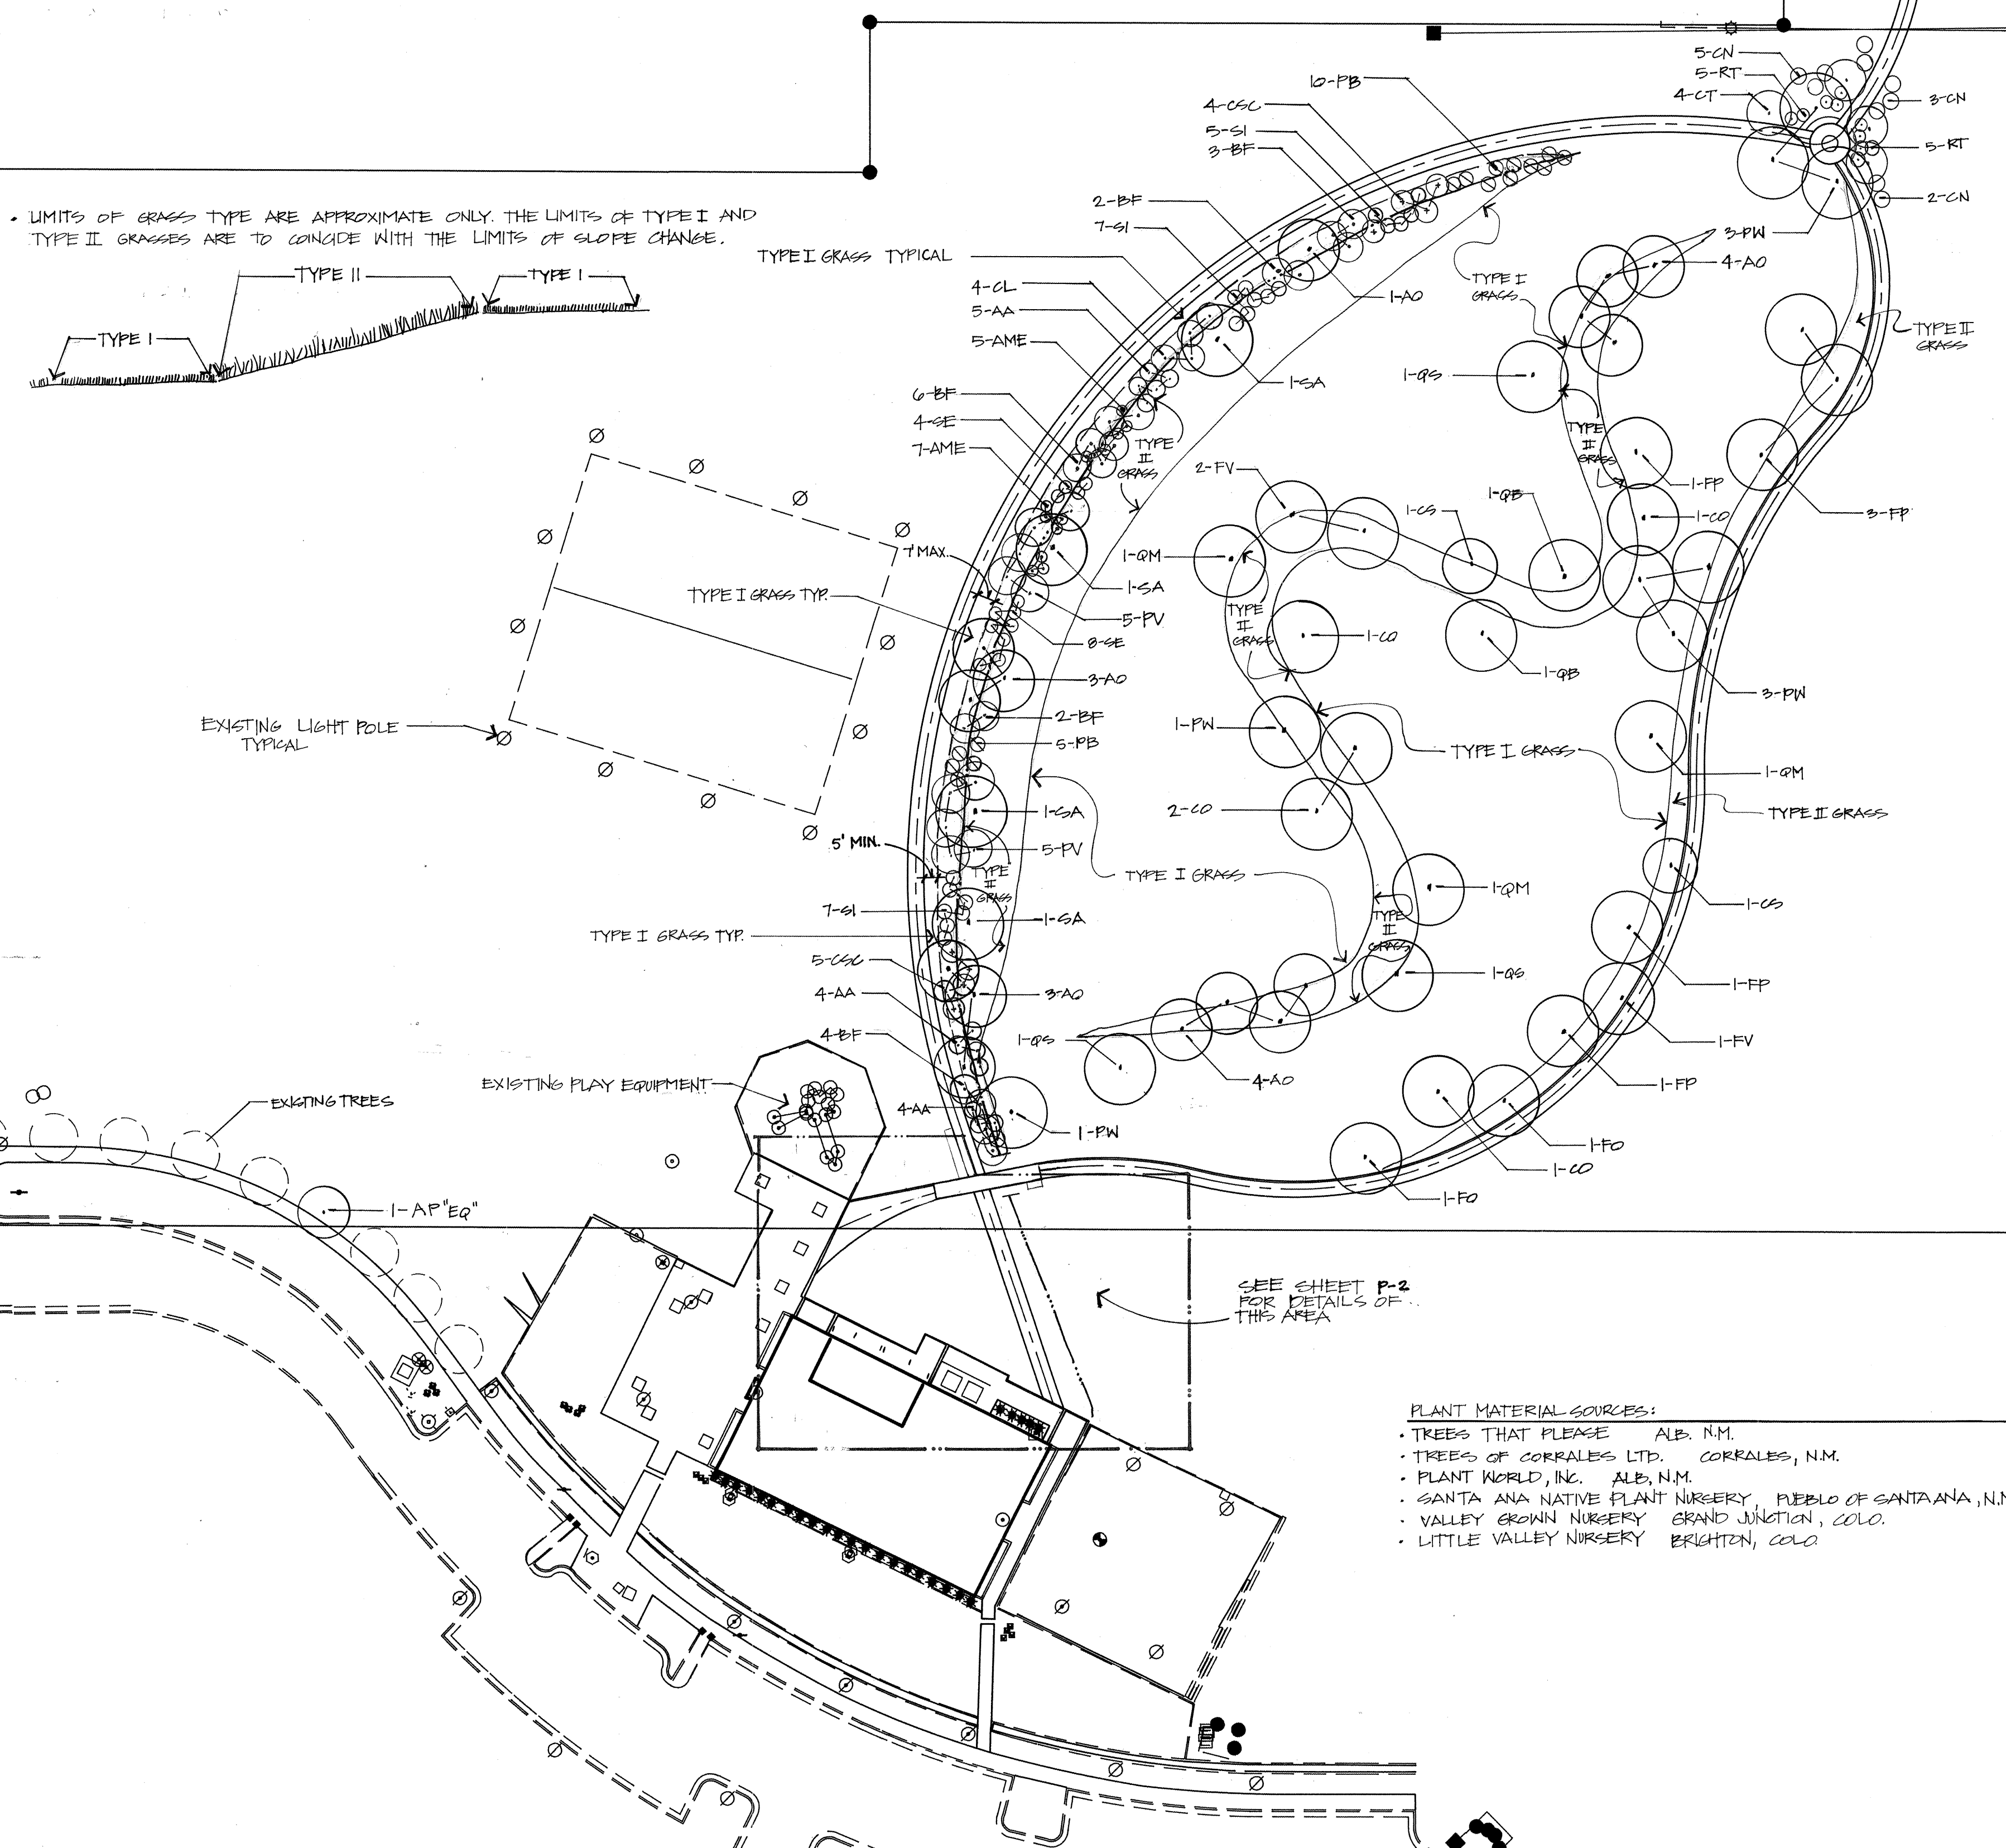 • LIMITS OF GRASS TYPE ARE APPROXIMATE ONLY. THE LIMITS OF TYPE I AND
TYPE II GRASSES ARE TO COINCIDE WITH THE LIMITS OF SLOPE CHANGE.
TYPE I
TYPE II
TYPE I
5-CN
5-RT
4-CT
3-CN
5-RT
2-CN
3-PW
4-AO
10-PB
4-CSC
5-SI
3-BF
2-BF
7-SI
TYPE I GRASS TYPICAL
4-CL
5-AA
5-AME
6-BF
4-SE
7-AME
1-AO
1-SA
TYPE I
GRASS
TYPE II
GRASS
1-QS
TYPE
II
GRASS
TYPE
II
GRASS
2-FV
1-QB
1-CS
1-FP
1-CO
3-FP
1-QM
7' MAX.
TYPE I GRASS TYP.
1-SA
5-PV
8-SE
3-AO
2-BF
5-PB
TYPE
II
GRASS
1-CO
1-QB
3-PW
1-PW
TYPE I GRASS
1-QM
TYPE II GRASS
2-CO
EXISTING LIGHT POLE
TYPICAL
1-SA
5' MIN.
5-PV
TYPE
II
GRASS
TYPE I GRASS
1-QM
1-CS
7-SI
1-SA
TYPE I GRASS TYP.
TYPE
II
GRASS
5-CSC
4-AA
3-AO
1-QS
1-FP
4-BF
1-QS
1-FV
4-AO
1-FP
EXISTING PLAY EQUIPMENT
4-AA
1-PW
1-FO
1-CO
1-FO
EXISTING TREES
1-AP "EQ"
SEE SHEET P-2
FOR DETAILS OF
THIS AREA
PLANT MATERIAL SOURCES:
• TREES THAT PLEASE ALB. N.M.
• TREES OF CORRALES LTD. CORRALES, N.M.
• PLANT WORLD, INC. ALB, N.M.
• SANTA ANA NATIVE PLANT NURSERY, PUEBLO OF SANTA ANA, N.M
• VALLEY GROWN NURSERY GRAND JUNCTION, COLO.
• LITTLE VALLEY NURSERY BRIGHTON, COLO.